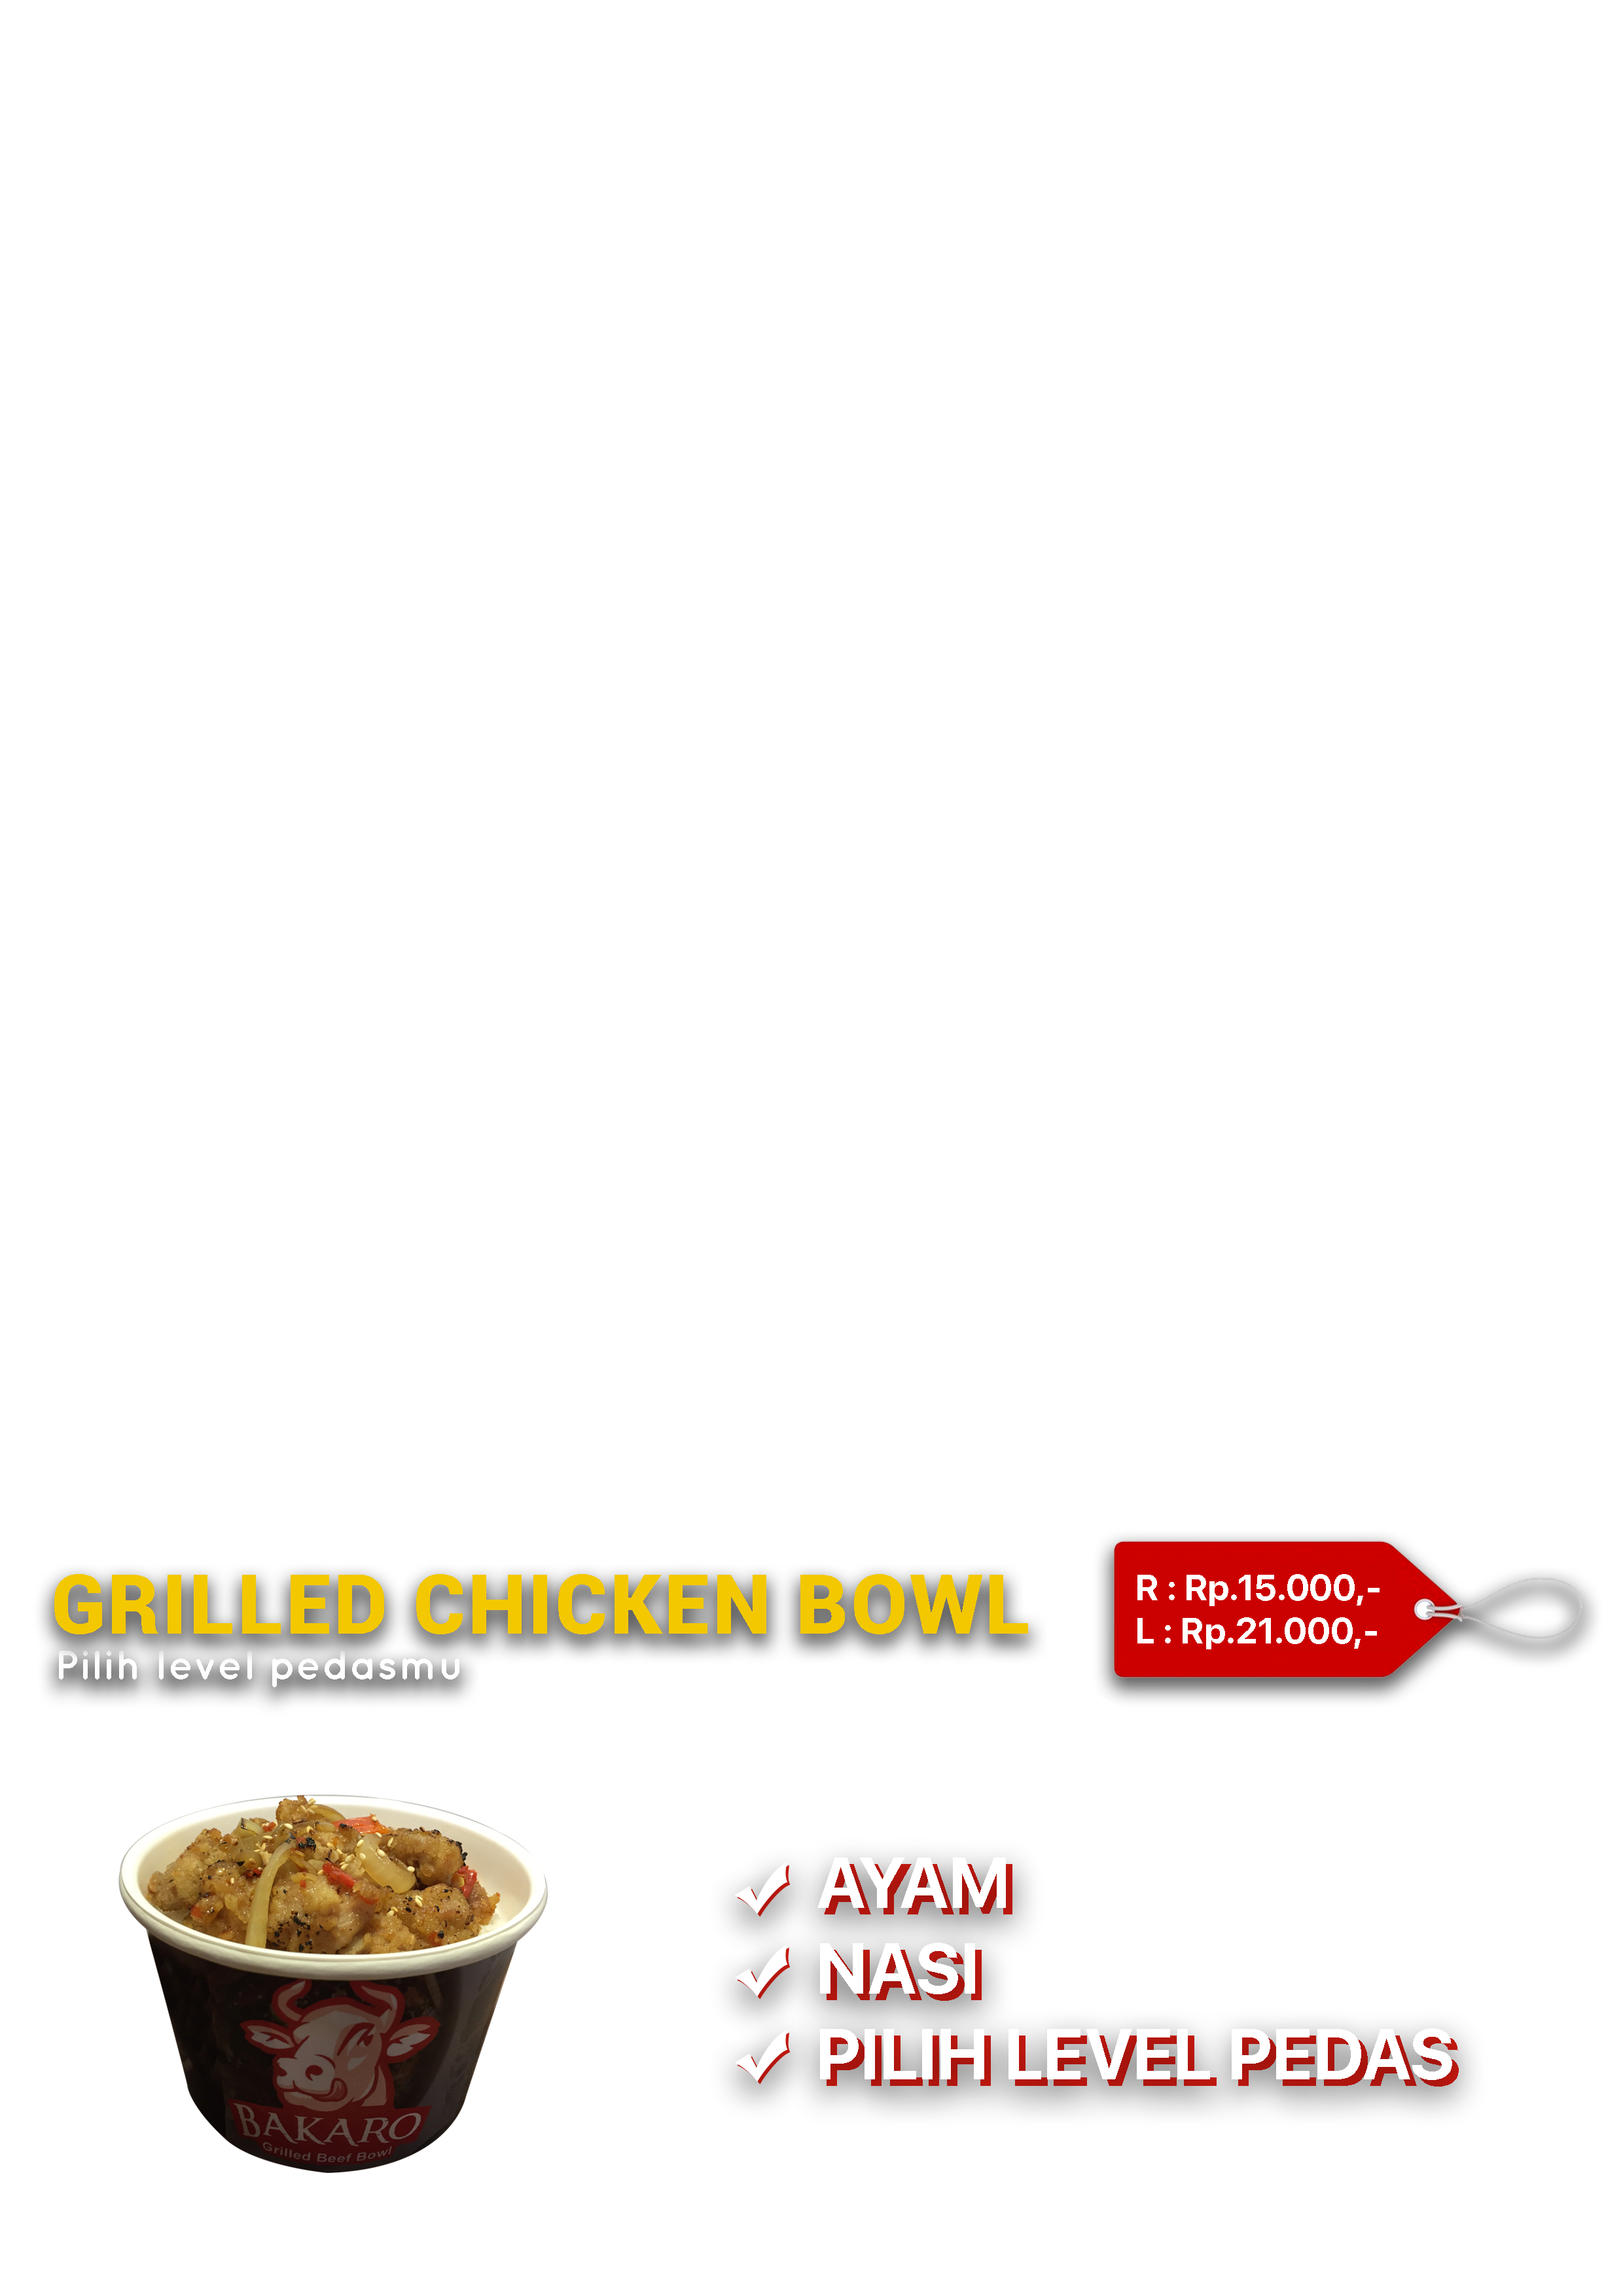 GRILLED CHICKEN BOWL
Pilih level pedasmu
R : Rp.15.000,-
L : Rp.21.000,-
AYAM
NASI
PILIH LEVEL PEDAS
BAKARO
Grilled Beef Bowl